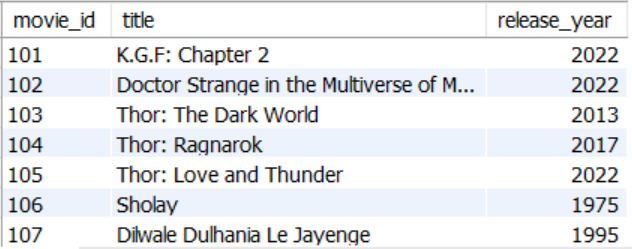 movie_id title release_year
101 K.G.F: Chapter 2 2022
102 Doctor Strange in the Multiverse of M... 2022
103 Thor: The Dark World 2013
104 Thor: Ragnarok 2017
105 Thor: Love and Thunder 2022
106 Sholay 1975
107 Dilwale Dulhania Le Jayenge 1995